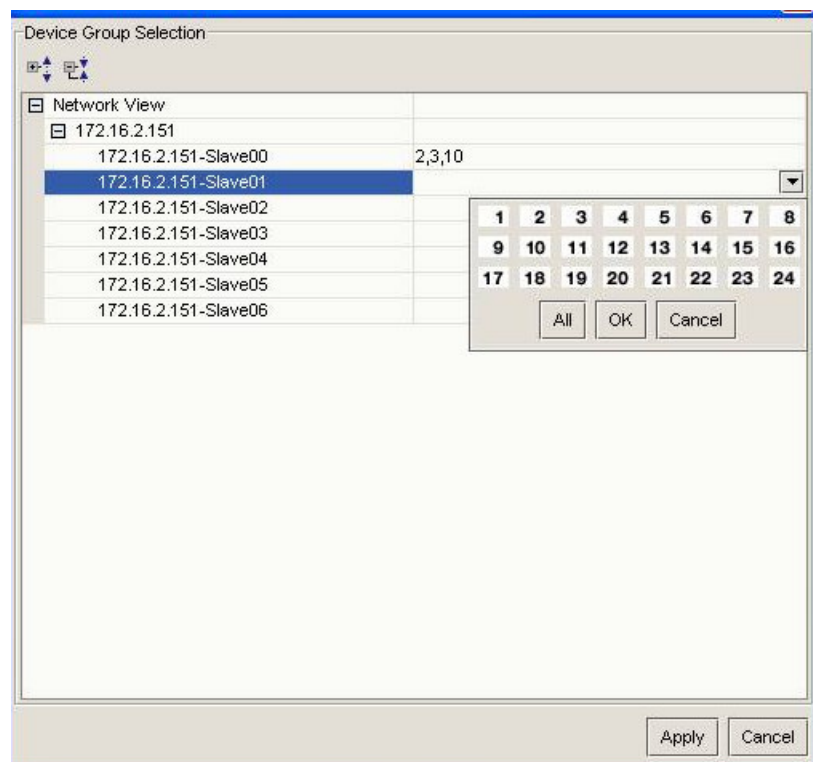 Device Group Selection
Network View
172.16.2.151
172.16.2.151-Slave00 2,3,10
172.16.2.151-Slave01
172.16.2.151-Slave02
172.16.2.151-Slave03
172.16.2.151-Slave04
172.16.2.151-Slave05
172.16.2.151-Slave06
1 2 3 4 5 6 7 8
9 10 11 12 13 14 15 16
17 18 19 20 21 22 23 24
All OK Cancel
Apply Cancel